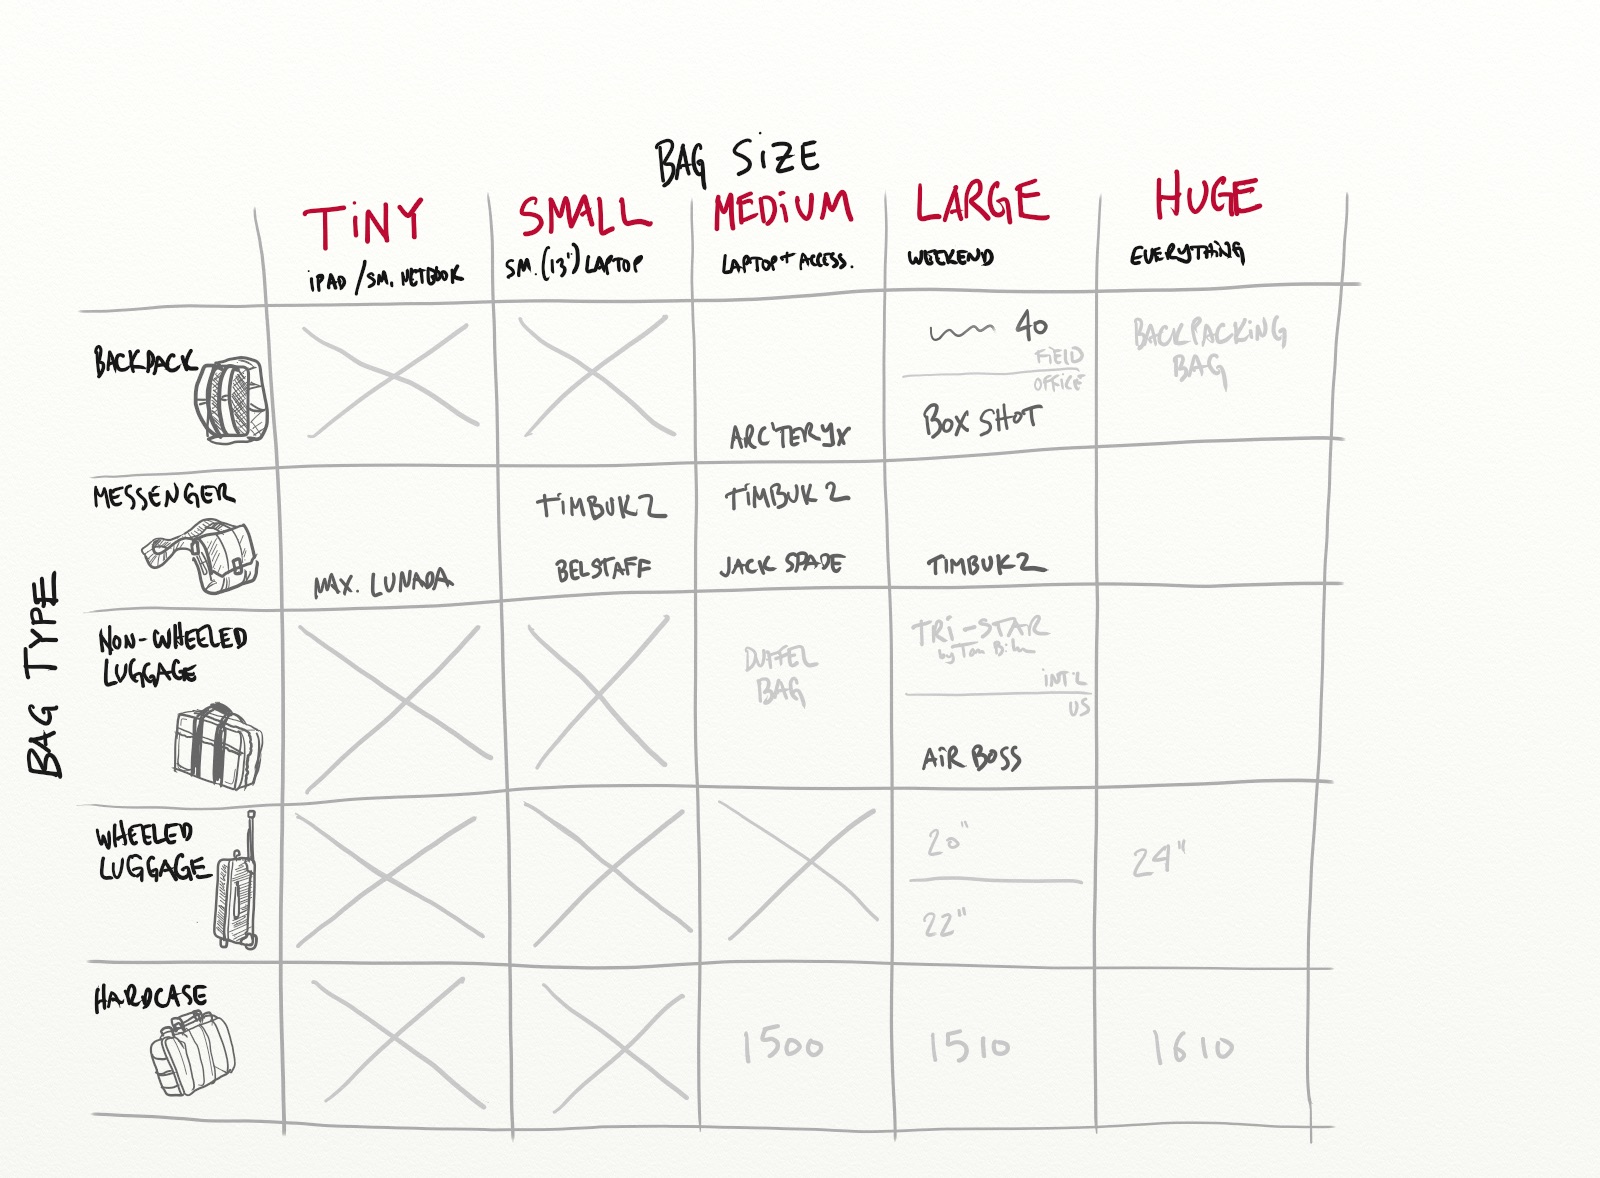 BAG SiZE
TiNY SMALL MEDiUM LARGE HUGE
iPAD / SM. NETBOOK SM. (13") LAPTOP LAPTOP + ACCESS. WEEKEND EVERYTHING
BAG TYPE
BACKPACK
ARC'TERYX
40
FiELD
OFFiCE
BOX SHOT
BACKPACKiNG
BAG
MESSENGER
MAX. LUNADA
TiMBUK2
BELSTAFF
TiMBUK2
JACK SPADE
TIMBUK2
NON-WHEELED
LUGGAGE
DUFFEL
BAG
TRi-STAR
by Tom Bihn
iNT'L
US
AiR BOSS
WHEELED
LUGGAGE
20"
22"
24"
HARDCASE
1500
1510
1610